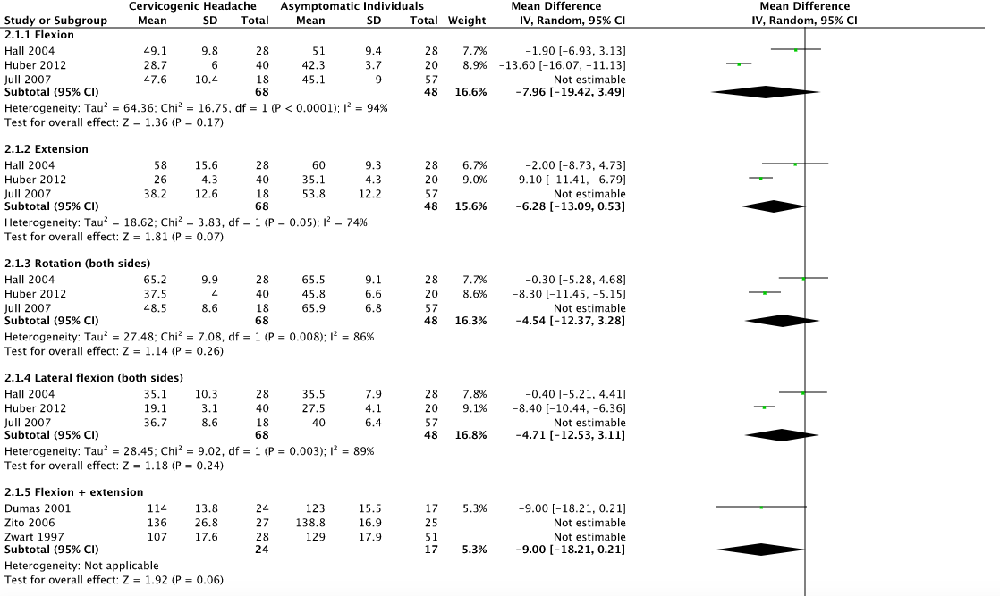 Cervicogenic Headache Asymptomatic Individuals Mean Difference Mean Difference
Study or Subgroup Mean SD Total Mean SD Total Weight IV, Random, 95% CI IV, Random, 95% CI
2.1.1 Flexion
Hall 2004 49.1 9.8 28 51 9.4 28 7.7% -1.90 [-6.93, 3.13]
Huber 2012 28.7 6 40 42.3 3.7 20 8.9% -13.60 [-16.07, -11.13]
Jull 2007 47.6 10.4 18 45.1 9 57 Not estimable
Subtotal (95% CI) 68 48 16.6% -7.96 [-19.42, 3.49]
Heterogeneity: Tau² = 64.36; Chi² = 16.75, df = 1 (P < 0.0001); I² = 94%
Test for overall effect: Z = 1.36 (P = 0.17)
2.1.2 Extension
Hall 2004 58 15.6 28 60 9.3 28 6.7% -2.00 [-8.73, 4.73]
Huber 2012 26 4.3 40 35.1 4.3 20 9.0% -9.10 [-11.41, -6.79]
Jull 2007 38.2 12.6 18 53.8 12.2 57 Not estimable
Subtotal (95% CI) 68 48 15.6% -6.28 [-13.09, 0.53]
Heterogeneity: Tau² = 18.62; Chi² = 3.83, df = 1 (P = 0.05); I² = 74%
Test for overall effect: Z = 1.81 (P = 0.07)
2.1.3 Rotation (both sides)
Hall 2004 65.2 9.9 28 65.5 9.1 28 7.7% -0.30 [-5.28, 4.68]
Huber 2012 37.5 4 40 45.8 6.6 20 8.6% -8.30 [-11.45, -5.15]
Jull 2007 48.5 8.6 18 65.9 6.8 57 Not estimable
Subtotal (95% CI) 68 48 16.3% -4.54 [-12.37, 3.28]
Heterogeneity: Tau² = 27.48; Chi² = 7.08, df = 1 (P = 0.008); I² = 86%
Test for overall effect: Z = 1.14 (P = 0.26)
2.1.4 Lateral flexion (both sides)
Hall 2004 35.1 10.3 28 35.5 7.9 28 7.8% -0.40 [-5.21, 4.41]
Huber 2012 19.1 3.1 40 27.5 4.1 20 9.1% -8.40 [-10.44, -6.36]
Jull 2007 36.7 8.6 18 40 6.4 57 Not estimable
Subtotal (95% CI) 68 48 16.8% -4.71 [-12.53, 3.11]
Heterogeneity: Tau² = 28.45; Chi² = 9.02, df = 1 (P = 0.003); I² = 89%
Test for overall effect: Z = 1.18 (P = 0.24)
2.1.5 Flexion + extension
Dumas 2001 114 13.8 24 123 15.5 17 5.3% -9.00 [-18.21, 0.21]
Zito 2006 136 26.8 27 138.8 16.9 25 Not estimable
Zwart 1997 107 17.6 28 129 17.9 51 Not estimable
Subtotal (95% CI) 24 17 5.3% -9.00 [-18.21, 0.21]
Heterogeneity: Not applicable
Test for overall effect: Z = 1.92 (P = 0.06)